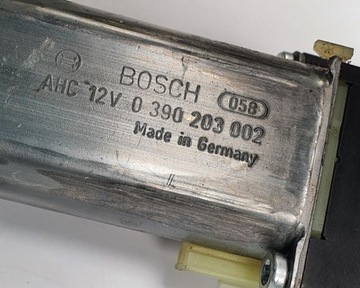 BOSCH 058
AHC 12V 0 390 203 002
Made in Germany